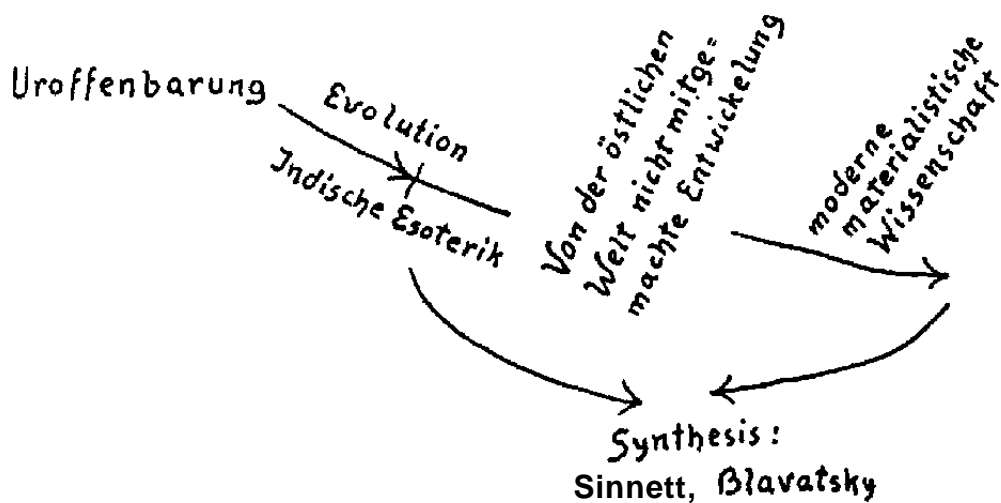 Uroffenbarung
Evolution
Indische Esoterik
Von der östlichen
Welt nicht mitge=
machte Entwickelung
moderne
materialistische
Wissenschaft
Synthesis:
Sinnett, Blavatsky